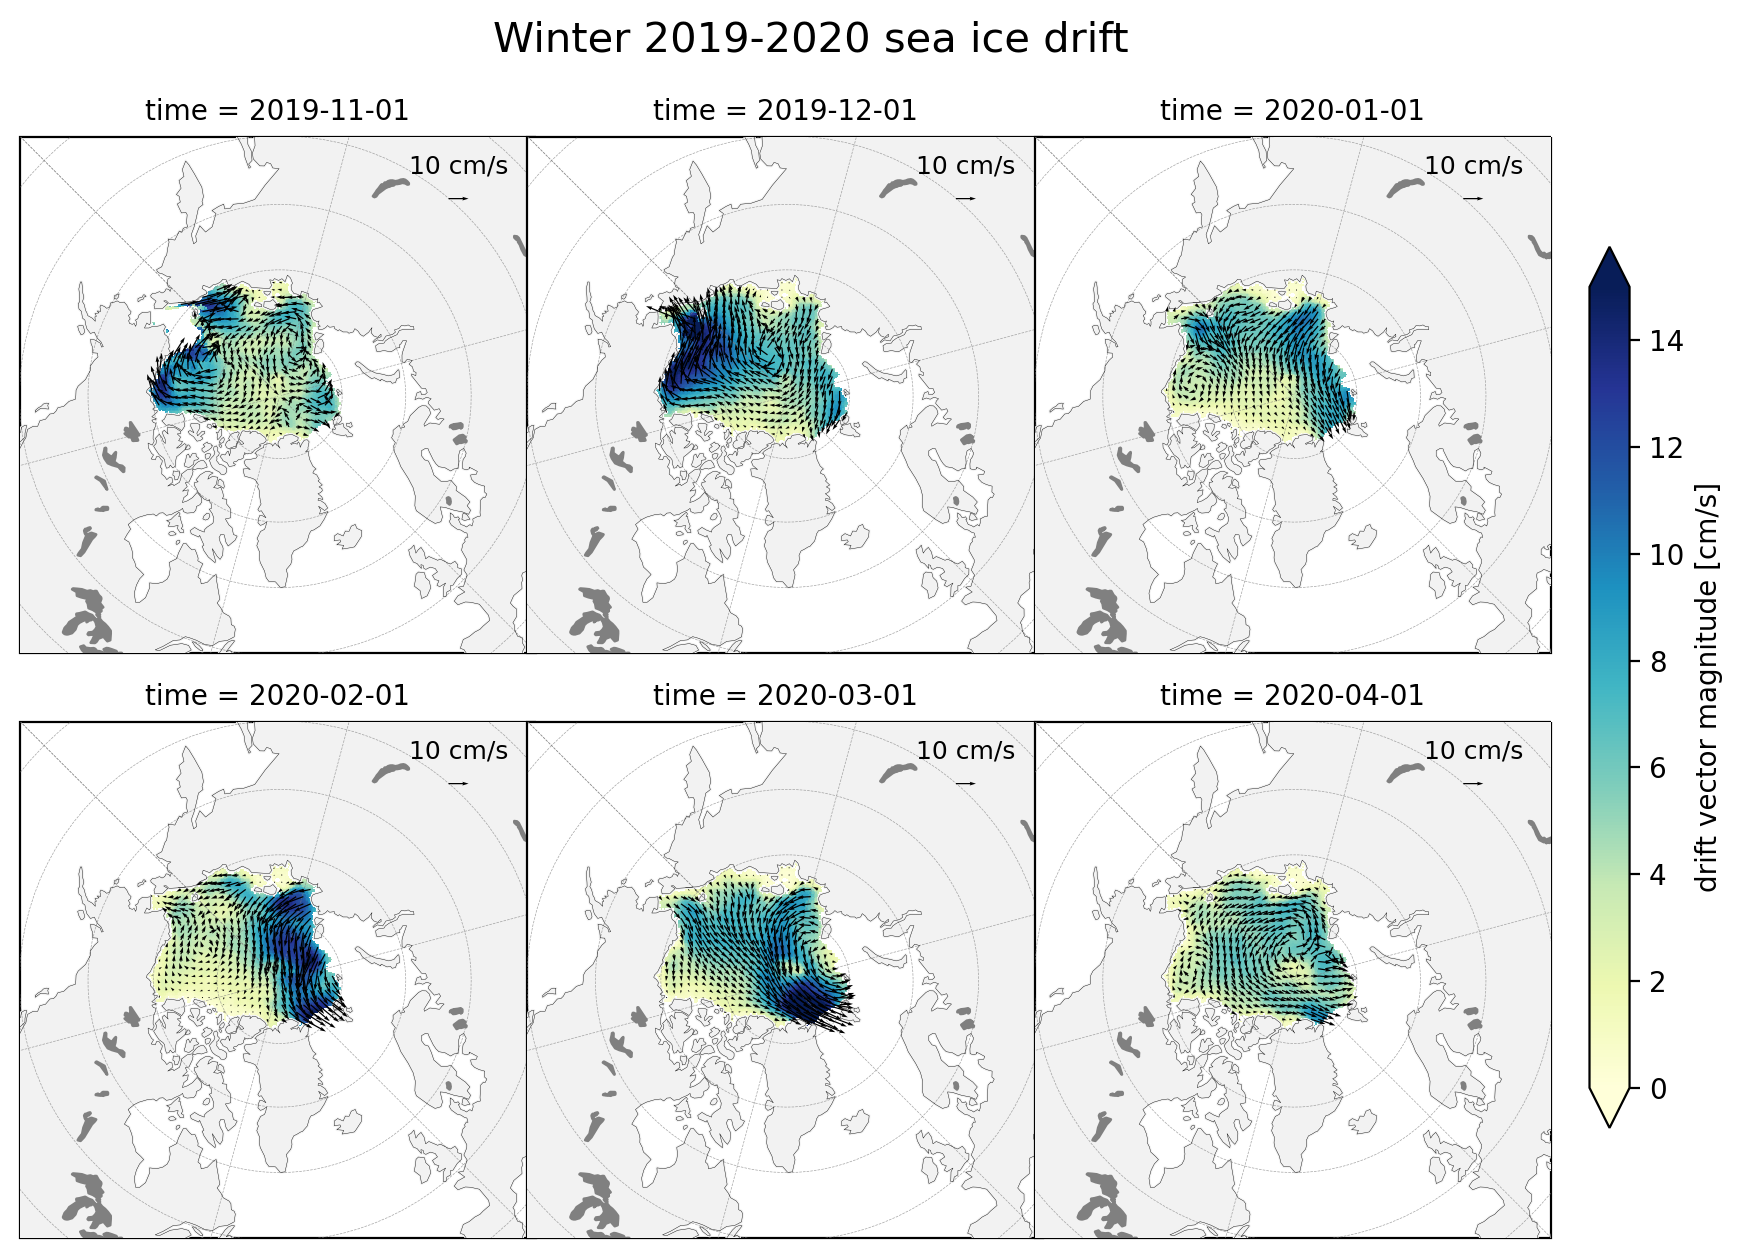 Winter 2019-2020 sea ice drift
time = 2019-11-01
time = 2019-12-01
time = 2020-01-01
10 cm/s
10 cm/s
10 cm/s
time = 2020-02-01
time = 2020-03-01
time = 2020-04-01
10 cm/s
10 cm/s
10 cm/s
14
12
10
8
6
4
2
0
drift vector magnitude [cm/s]